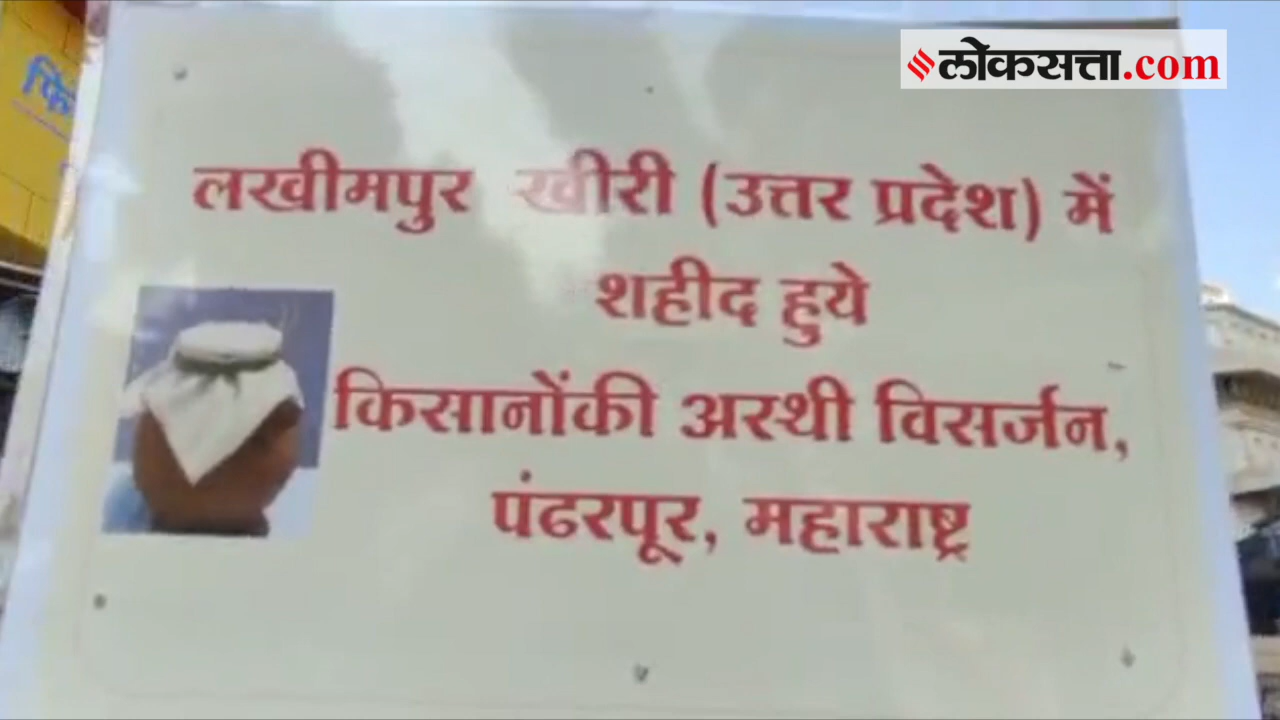 लोकसत्ता.com
लखीमपुर खीरी (उत्तर प्रदेश) में
शहीद हुये
किसानोंकी अस्थी विसर्जन,
पंढरपूर, महाराष्ट्र